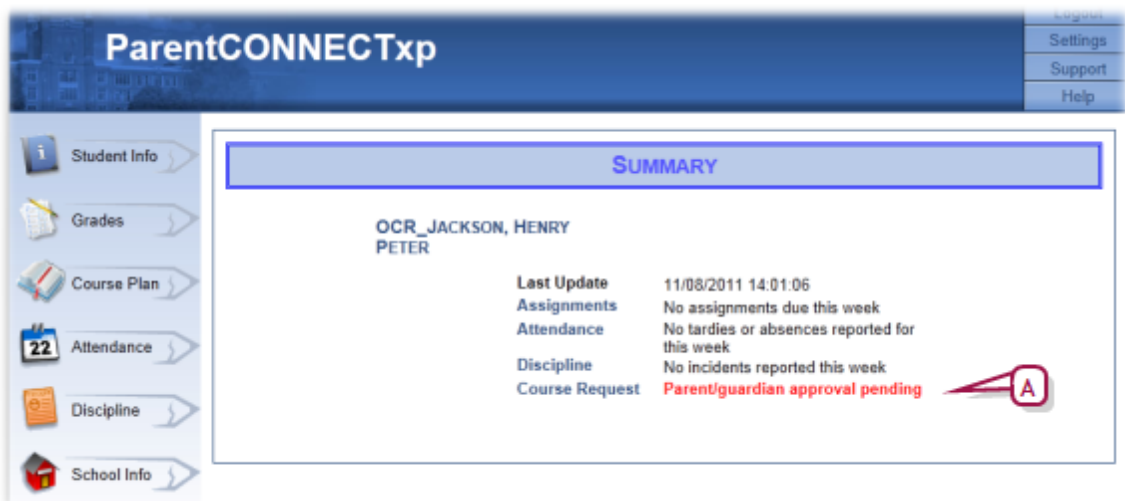 ParentCONNECTxp
Logout
Settings
Support
Help
Student Info
Grades
Course Plan
22
Attendance
Discipline
School Info
SUMMARY
OCR_JACKSON, HENRY
PETER
Last Update 11/08/2011 14:01:06
Assignments No assignments due this week
Attendance No tardies or absences reported for
this week
Discipline No incidents reported this week
Course Request Parent/guardian approval pending
A